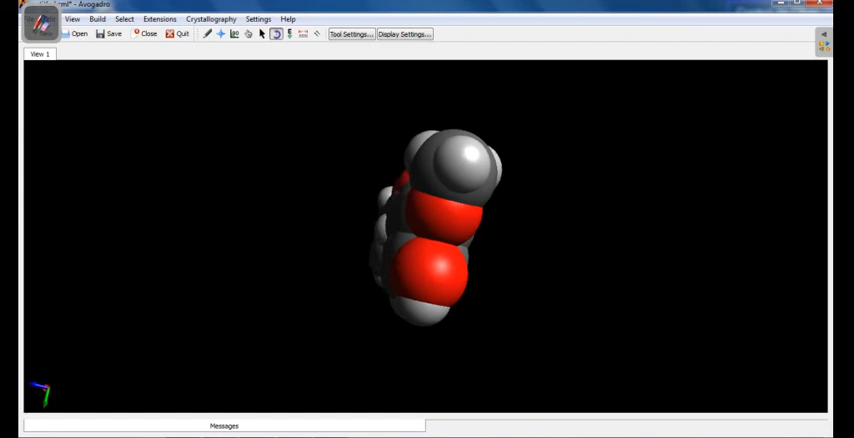 Avogadro
View Build Select Extensions Crystallography Settings Help
Open Save Close Quit Tool Settings... Display Settings...
View 1
Messages